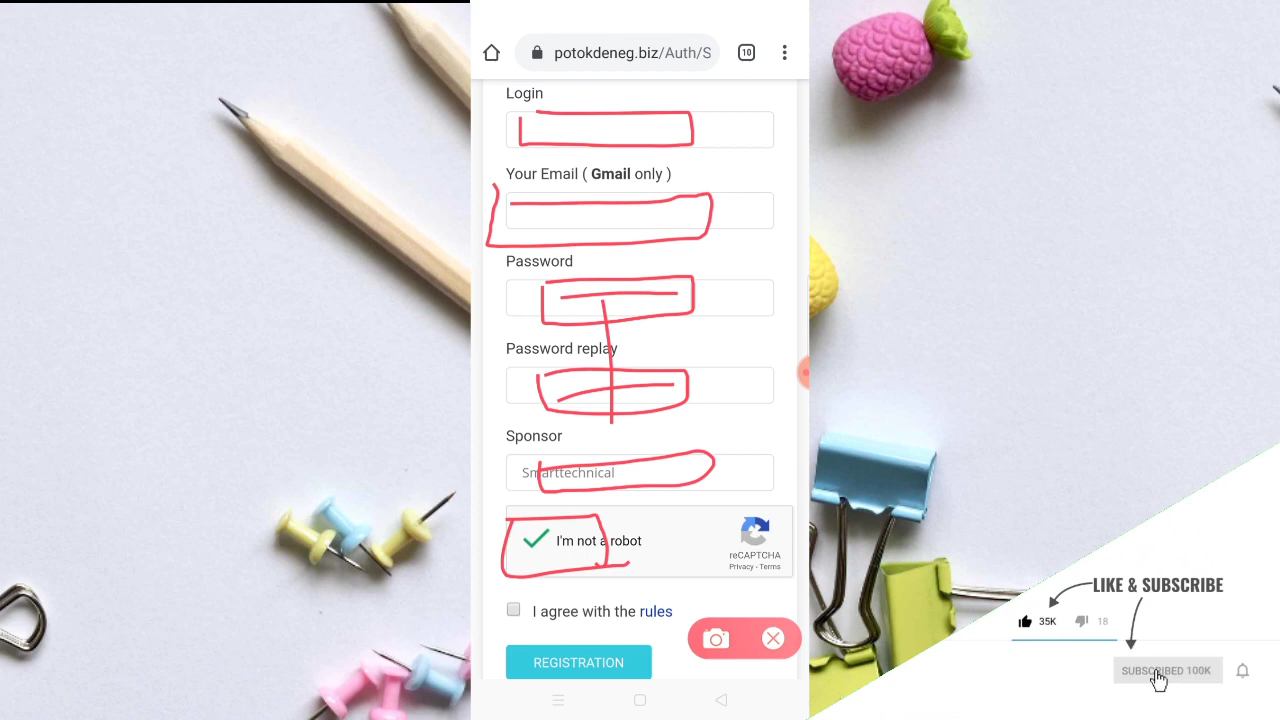 potokdeneg.biz/Auth/S
10
Login
Your Email ( Gmail only )
Password
Password replay
Sponsor
Smarttechnical
I'm not a robot
reCAPTCHA
Privacy - Terms
I agree with the rules
REGISTRATION
LIKE & SUBSCRIBE
35K 18
SUBSCRIBED 100K